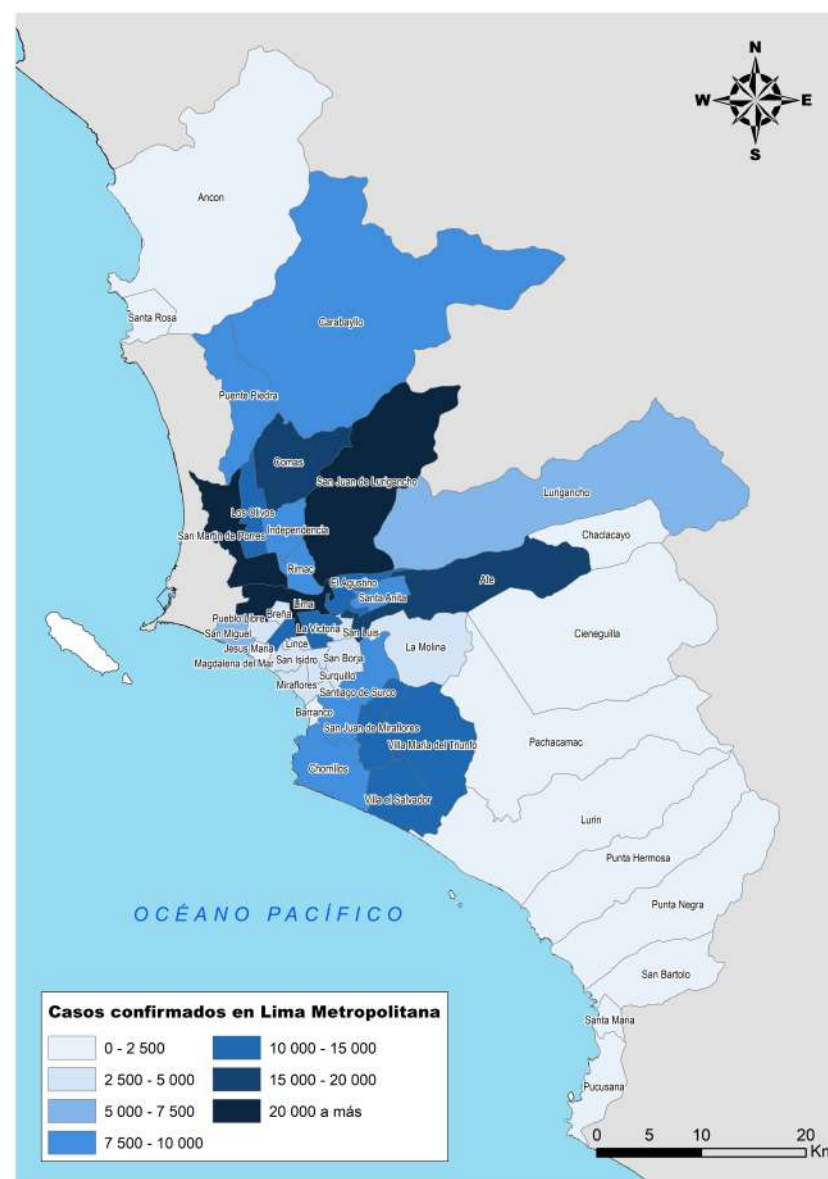 N
W E
S
Ancon
Santa Rosa
Carabayllo
Puente Piedra
Comas
San Juan de Lurigancho
Lurigancho
Los Olivos
Independencia
San Martin de Porres
Chaclacayo
Rimac
El Agustino
Ate
Santa Anita
Lima
Breña
Pueblo Libre
La Victoria
San Luis
San Miguel
Cieneguilla
Jesus Maria
Lince
La Molina
Magdalena del Mar
San Isidro
San Borja
Surquillo
Miraflores
Santiago de Surco
Barranco
San Juan de Miraflores
Villa Maria del Triunfo
Pachacamac
Chorrillos
Villa el Salvador
Lurin
Punta Hermosa
Punta Negra
OCÉANO PACÍFICO
San Bartolo
Santa Maria
Pucusana
Casos confirmados en Lima Metropolitana
0 - 2 500
2 500 - 5 000
5 000 - 7 500
7 500 - 10 000
10 000 - 15 000
15 000 - 20 000
20 000 a más
0 5 10 20
Km